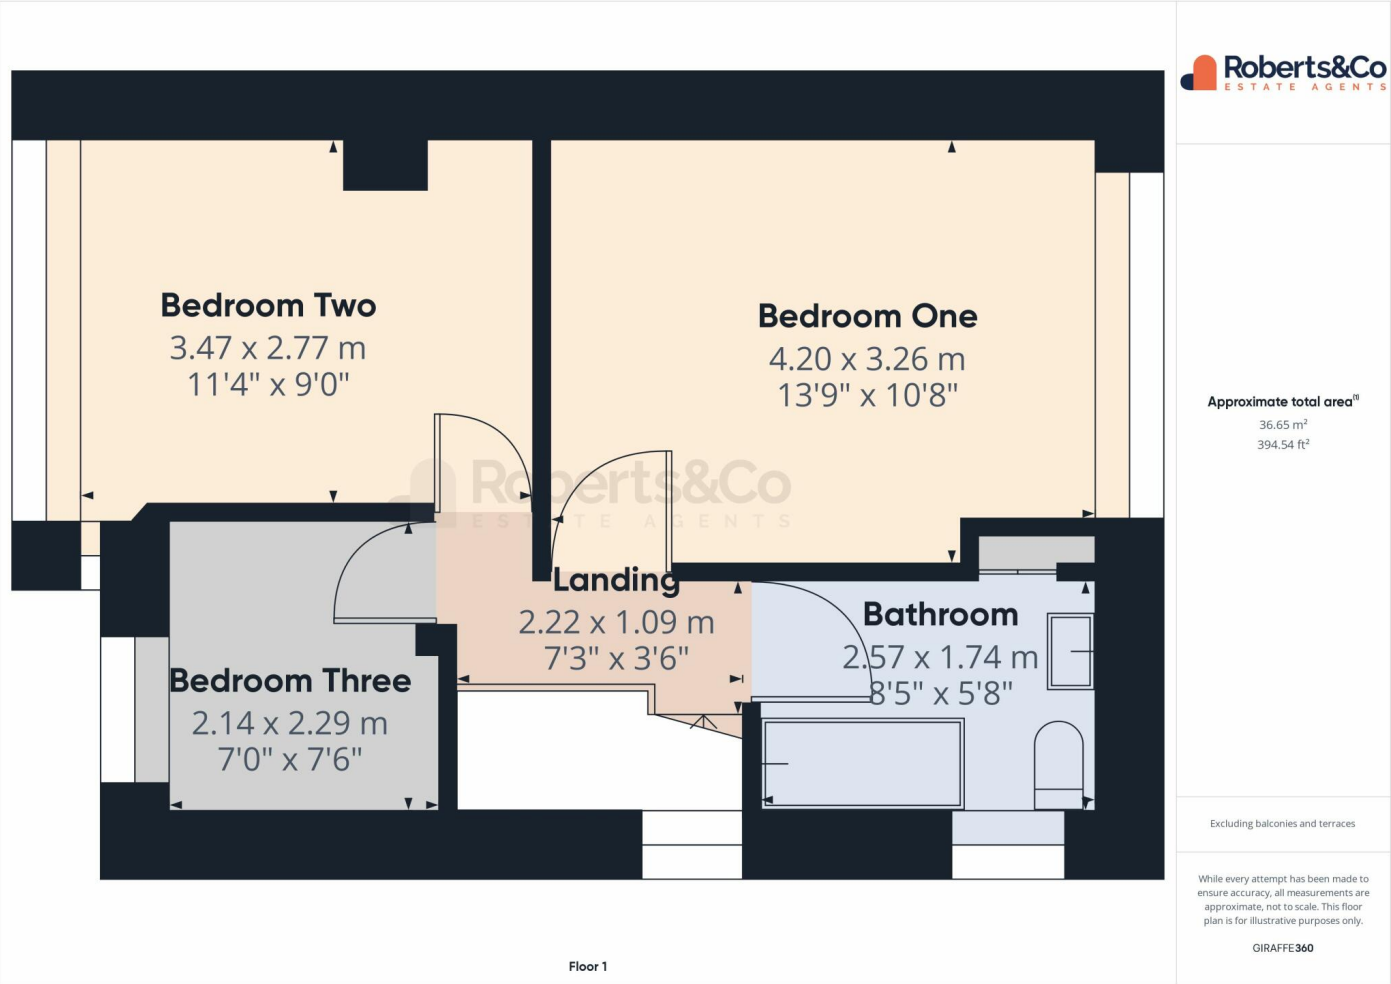 Roberts&Co
ESTATE AGENTS
Bedroom Two
3.47 x 2.77 m
11'4" x 9'0"
Bedroom One
4.20 x 3.26 m
13'9" x 10'8"
Roberts&Co
ESTATE AGENTS
Landing
2.22 x 1.09 m
7'3" x 3'6"
Bathroom
2.57 x 1.74 m
8'5" x 5'8"
Bedroom Three
2.14 x 2.29 m
7'0" x 7'6"
Floor 1
Approximate total area(1)
36.65 m²
394.54 ft²
Excluding balconies and terraces
While every attempt has been made to
ensure accuracy, all measurements are
approximate, not to scale. This floor
plan is for illustrative purposes only.
GIRAFFE360